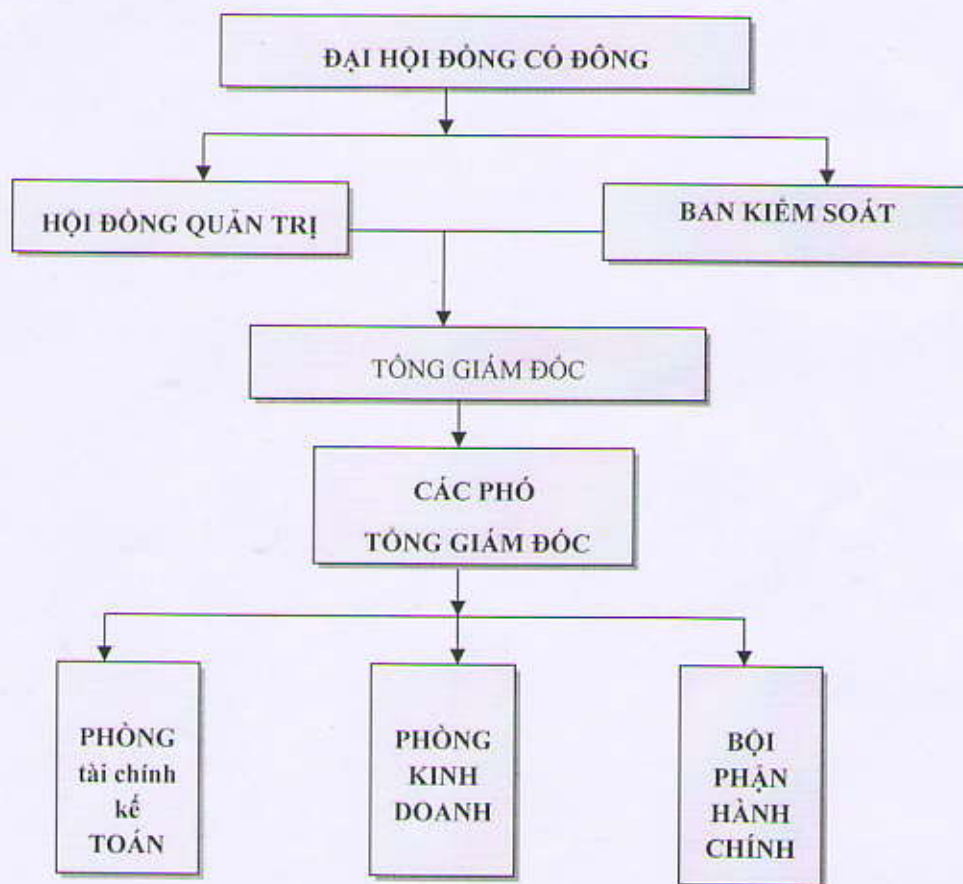 ĐẠI HỘI ĐỒNG CỔ ĐÔNG
HỘI ĐỒNG QUẢN TRỊ
BAN KIỂM SOÁT
TỔNG GIÁM ĐỐC
CÁC PHÓ
TỔNG GIÁM ĐỐC
PHÒNG
tài chính
kế
TOÁN
PHÒNG
KINH
DOANH
BỘI
PHẬN
HÀNH
CHÍNH